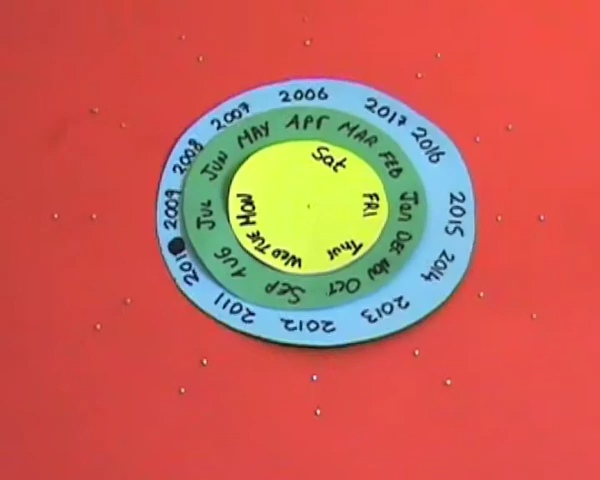 2006
2017
2016
2015
2014
2013
2012
2011
2010
2009
2008
2007
APR
MAR
FEB
Jan
DEC
NOV
OCT
SEP
AUG
JUL
JUN
MAY
Sat
FRI
Thur
WED
TUE
MON